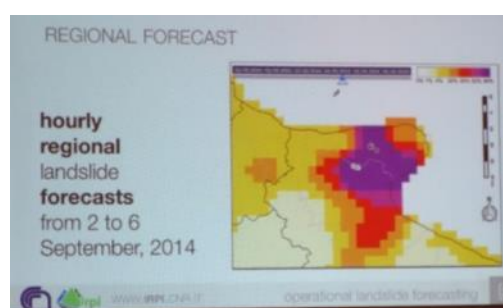 REGIONAL FORECAST
hourly
regional
landslide
forecasts
from 2 to 6
September, 2014
irpi
www.IRPI.CNR.IT
operational landslide forecasting